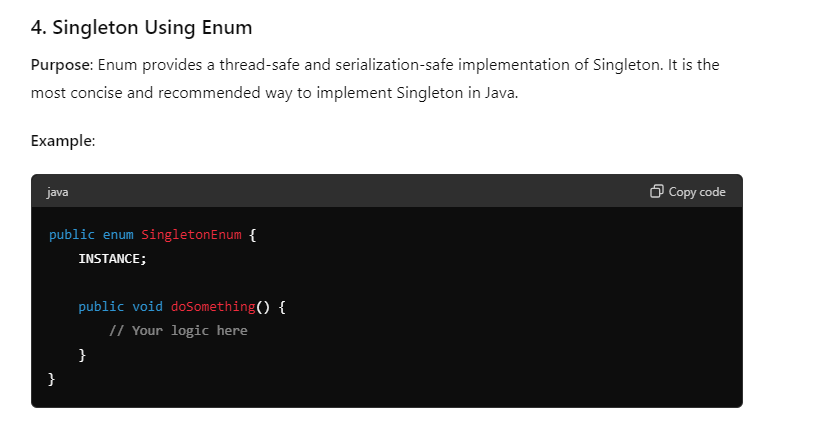 4. Singleton Using Enum
Purpose: Enum provides a thread-safe and serialization-safe implementation of Singleton. It is the
most concise and recommended way to implement Singleton in Java.
Example:
java
Copy code
public enum SingletonEnum {
    INSTANCE;
    public void doSomething() {
        // Your logic here
    }
}